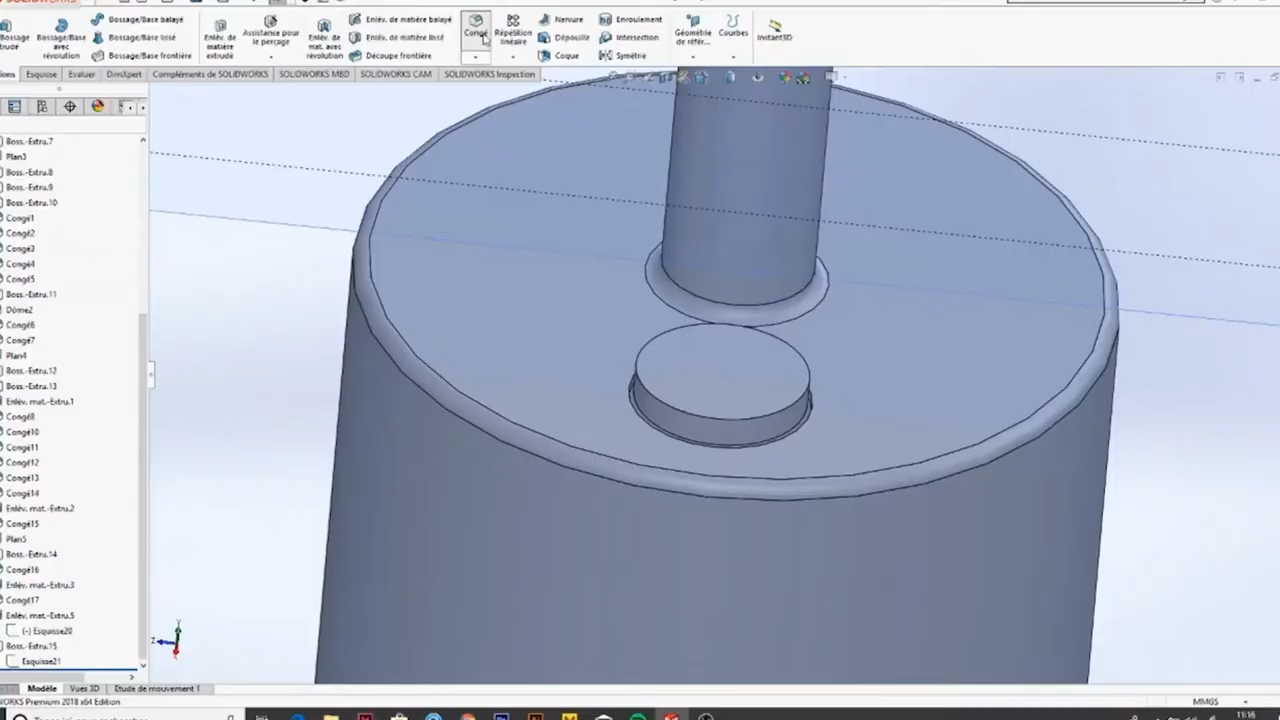 Bossage/Base balayé
Bossage/Base avec révolution
Bossage/Base lissé
Bossage/Base frontière
Enlèv. de matière extrudé
Assistance pour le perçage
Enlèv. de mat. avec révolution
Enlèv. de matière balayé
Enlèv. de matière lissé
Découpe frontière
Congé
Répétition linéaire
Nervure
Dépouille
Coque
Enroulement
Intersection
Symétrie
Géométrie de référ...
Courbes
Instant3D
Esquisse
Evaluer
DimXpert
Compléments de SOLIDWORKS
SOLIDWORKS MBD
SOLIDWORKS CAM
SOLIDWORKS Inspection
Boss.-Extru.7
Plan3
Boss.-Extru.8
Boss.-Extru.9
Boss.-Extru.10
Congé1
Congé2
Congé3
Congé4
Congé5
Boss.-Extru.11
Dôme2
Congé6
Congé7
Plan4
Boss.-Extru.12
Boss.-Extru.13
Enlèv. mat.-Extru.1
Congé8
Congé10
Congé11
Congé12
Congé13
Congé14
Enlèv. mat.-Extru.2
Congé15
Plan5
Boss.-Extru.14
Congé16
Enlèv. mat.-Extru.3
Congé17
Enlèv. mat.-Extru.5
(-) Esquisse20
Boss.-Extru.15
Esquisse21
Y
Z
Modèle
Vues 3D
Etude de mouvement 1
WORKS Premium 2018 x64 Edition
MMGS
11:16